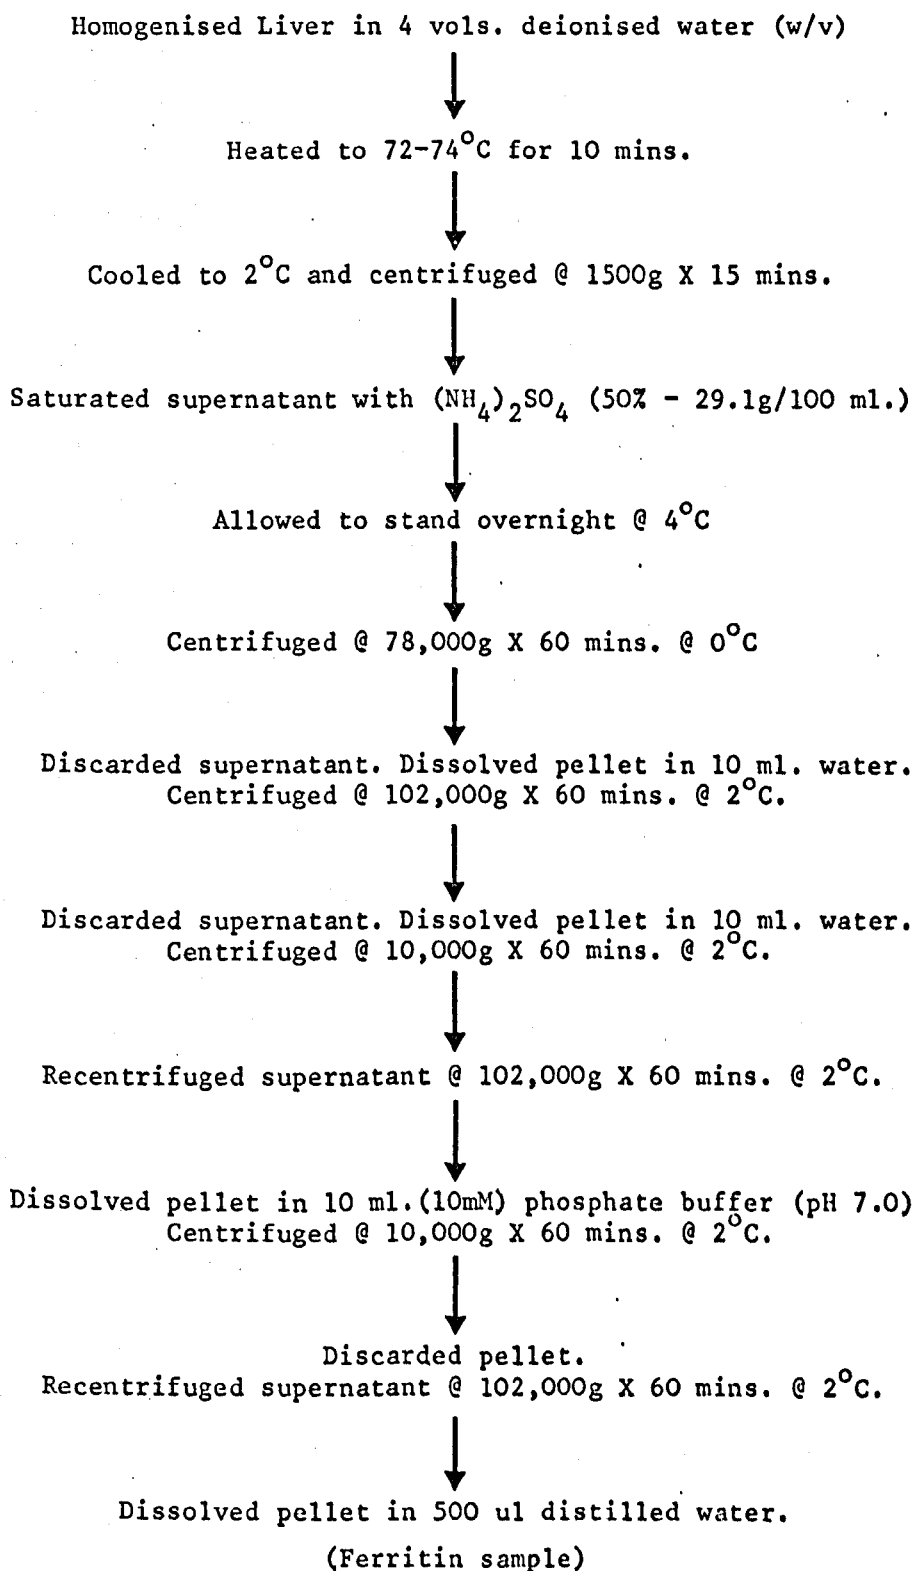 Homogenised Liver in 4 vols. deionised water (w/v)
Heated to 72-74°C for 10 mins.
Cooled to 2°C and centrifuged @ 1500g X 15 mins.
Saturated supernatant with (NH₄)₂SO₄ (50% - 29.1g/100 ml.)
Allowed to stand overnight @ 4°C
Centrifuged @ 78,000g X 60 mins. @ 0°C
Discarded supernatant. Dissolved pellet in 10 ml. water.
Centrifuged @ 102,000g X 60 mins. @ 2°C.
Discarded supernatant. Dissolved pellet in 10 ml. water.
Centrifuged @ 10,000g X 60 mins. @ 2°C.
Recentrifuged supernatant @ 102,000g X 60 mins. @ 2°C.
Dissolved pellet in 10 ml.(10mM) phosphate buffer (pH 7.0)
Centrifuged @ 10,000g X 60 mins. @ 2°C.
Discarded pellet.
Recentrifuged supernatant @ 102,000g X 60 mins. @ 2°C.
Dissolved pellet in 500 ul distilled water.
(Ferritin sample)